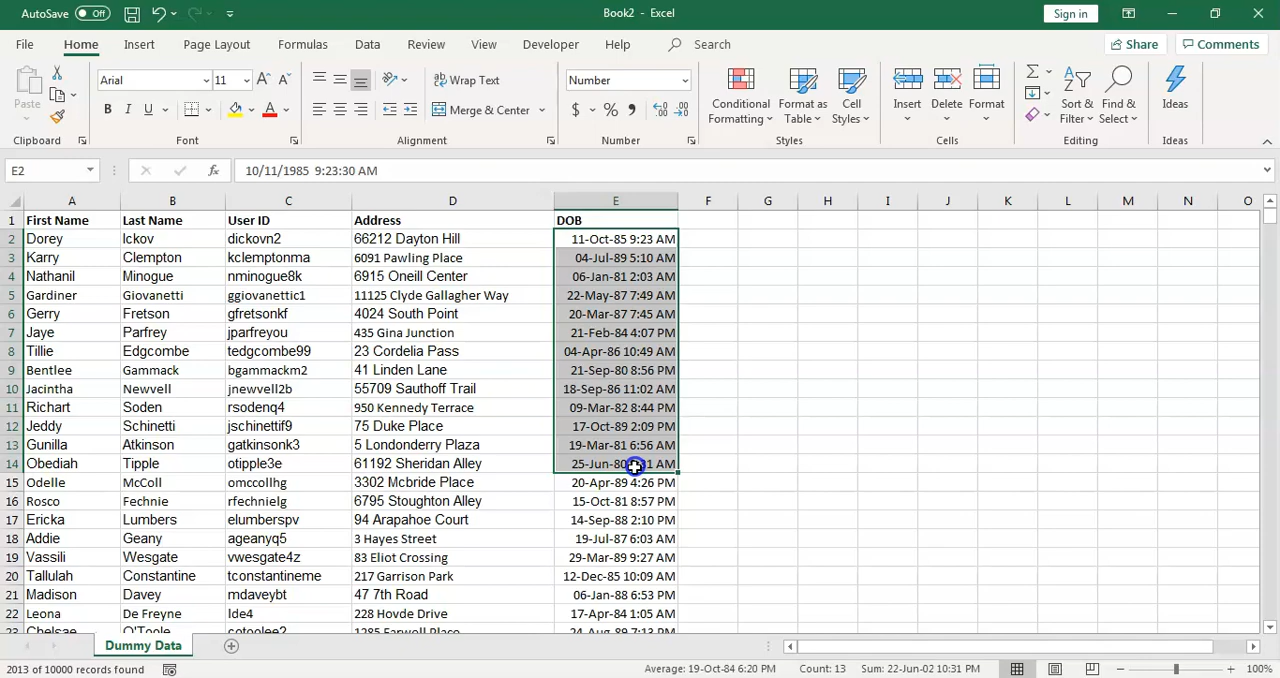 AutoSave Off Book2 - Excel Sign in
File Home Insert Page Layout Formulas Data Review View Developer Help Search Share Comments
Paste Arial 11 Wrap Text Number Conditional Formatting Format as Table Cell Styles Insert Delete Format Sort & Filter Find & Select Ideas
B I U A Merge & Center $ % 9
Clipboard Font Alignment Number Styles Cells Editing Ideas
E2 fx 10/11/1985 9:23:30 AM
A B C D E F G H I J K L M N O
1 First Name Last Name User ID Address DOB
2 Dorey Ickov dickovn2 66212 Dayton Hill 11-Oct-85 9:23 AM
3 Karry Clempton kclemptonma 6091 Pawling Place 04-Jul-89 5:10 AM
4 Nathanil Minogue nminogue8k 6915 Oneill Center 06-Jan-81 2:03 AM
5 Gardiner Giovanetti ggiovanettic1 11125 Clyde Gallagher Way 22-May-87 7:49 AM
6 Gerry Fretson gfretsonkf 4024 South Point 20-Mar-87 7:45 AM
7 Jaye Parfrey jparfreyou 435 Gina Junction 21-Feb-84 4:07 PM
8 Tillie Edgcombe tedgcombe99 23 Cordelia Pass 04-Apr-86 10:49 AM
9 Bentlee Gammack bgammackm2 41 Linden Lane 21-Sep-80 8:56 PM
10 Jacintha Newvell jnewvell2b 55709 Sauthoff Trail 18-Sep-86 11:02 AM
11 Richart Soden rsodenq4 950 Kennedy Terrace 09-Mar-82 8:44 PM
12 Jeddy Schinetti jschinettif9 75 Duke Place 17-Oct-89 2:09 PM
13 Gunilla Atkinson gatkinsonk3 5 Londonderry Plaza 19-Mar-81 6:56 AM
14 Obediah Tipple otipple3e 61192 Sheridan Alley 25-Jun-80 AM
15 Odelle McColl omccollhg 3302 Mcbride Place 20-Apr-89 4:26 PM
16 Rosco Fechnie rfechnielg 6795 Stoughton Alley 15-Oct-81 8:57 PM
17 Ericka Lumbers elumberspv 94 Arapahoe Court 14-Sep-88 2:10 PM
18 Addie Geany ageanyq5 3 Hayes Street 19-Jul-87 6:03 AM
19 Vassili Wesgate vwesgate4z 83 Eliot Crossing 29-Mar-89 9:27 AM
20 Tallulah Constantine tconstantineme 217 Garrison Park 12-Dec-85 10:09 AM
21 Madison Davey mdaveybt 47 7th Road 06-Jan-88 6:53 PM
22 Leona De Freyne lde4 228 Hovde Drive 17-Apr-84 1:05 AM
23 Chelsae O'Toole cotoolee2 1285 Farwell Place 24-Aug-89 7:13 PM
Dummy Data
2013 of 10000 records found Average: 19-Oct-84 6:20 PM Count: 13 Sum: 22-Jun-02 10:31 PM 100%